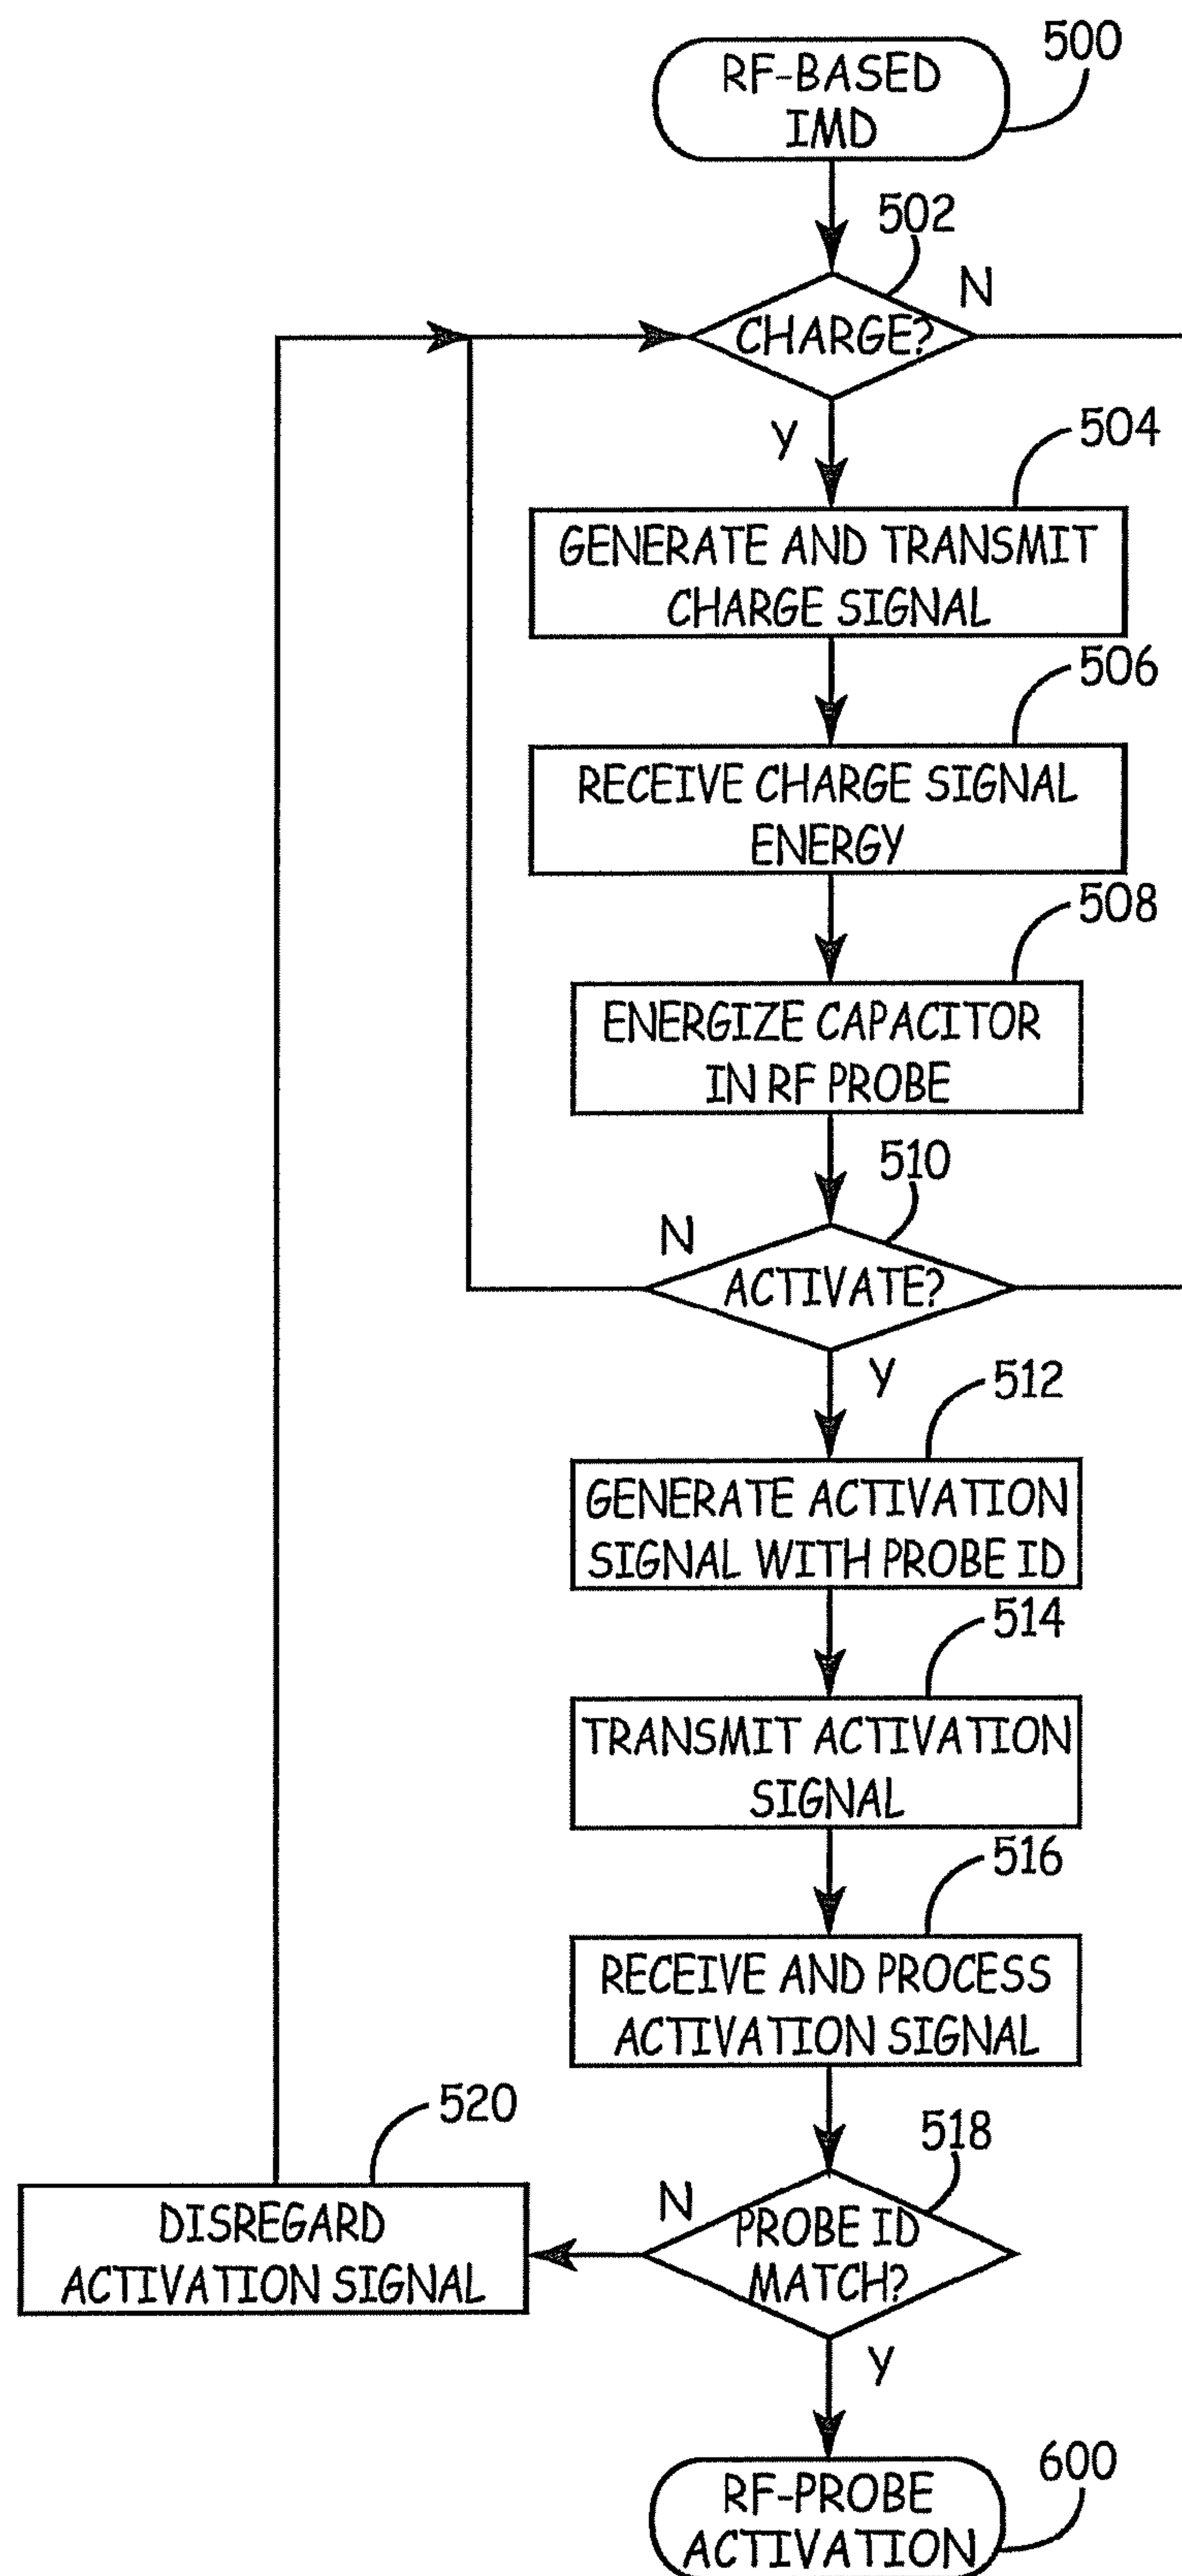 500
RF-BASED
IMD
502
N
CHARGE?
Y
504
GENERATE AND TRANSMIT
CHARGE SIGNAL
506
RECEIVE CHARGE SIGNAL
ENERGY
508
ENERGIZE CAPACITOR
IN RF PROBE
510
N
ACTIVATE?
Y
512
GENERATE ACTIVATION
SIGNAL WITH PROBE ID
514
TRANSMIT ACTIVATION
SIGNAL
516
RECEIVE AND PROCESS
ACTIVATION SIGNAL
520
518
N
DISREGARD
ACTIVATION SIGNAL
PROBE ID
MATCH?
Y
600
RF-PROBE
ACTIVATION